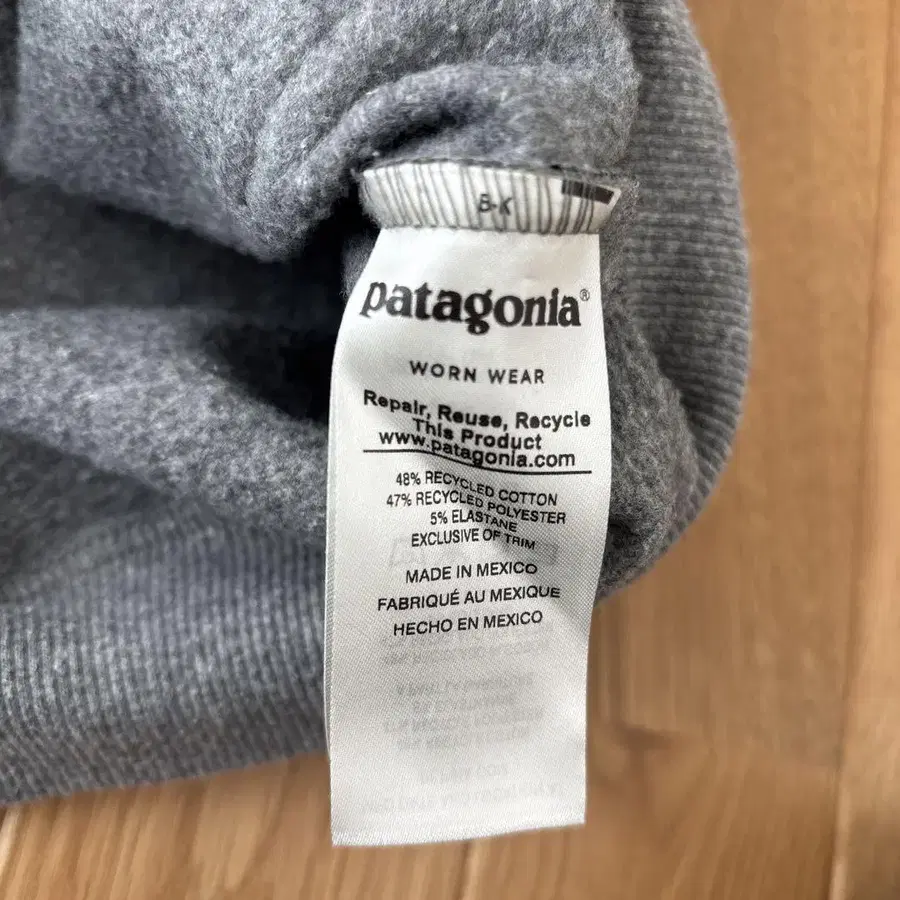 B-K
patagonia®
WORN WEAR
Repair, Reuse, Recycle
This Product
www.patagonia.com
48% RECYCLED COTTON
47% RECYCLED POLYESTER
5% ELASTANE
EXCLUSIVE OF TRIM
MADE IN MEXICO
FABRIQUÉ AU MEXIQUE
HECHO EN MEXICO